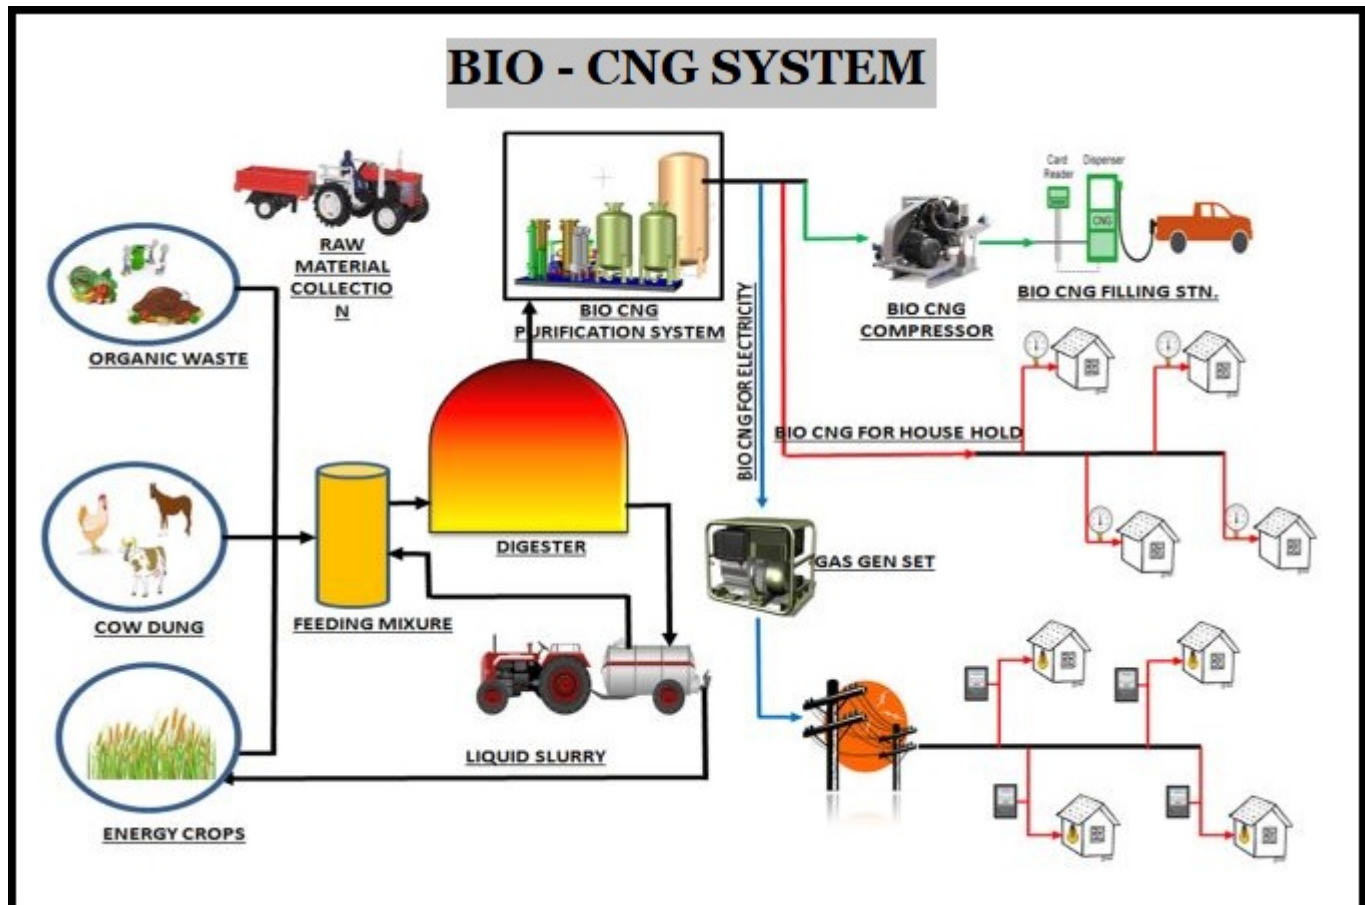 BIO - CNG SYSTEM
RAW
MATERIAL
COLLECTIO
N
ORGANIC WASTE
COW DUNG
ENERGY CROPS
FEEDING MIXURE
DIGESTER
LIQUID SLURRY
BIO CNG
PURIFICATION SYSTEM
BIO CNG FOR ELECTRICITY
BIO CNG
COMPRESSOR
Card
Reader
Dispenser
CNG
BIO CNG FILLING STN.
BIO CNG FOR HOUSE HOLD
GAS GEN SET